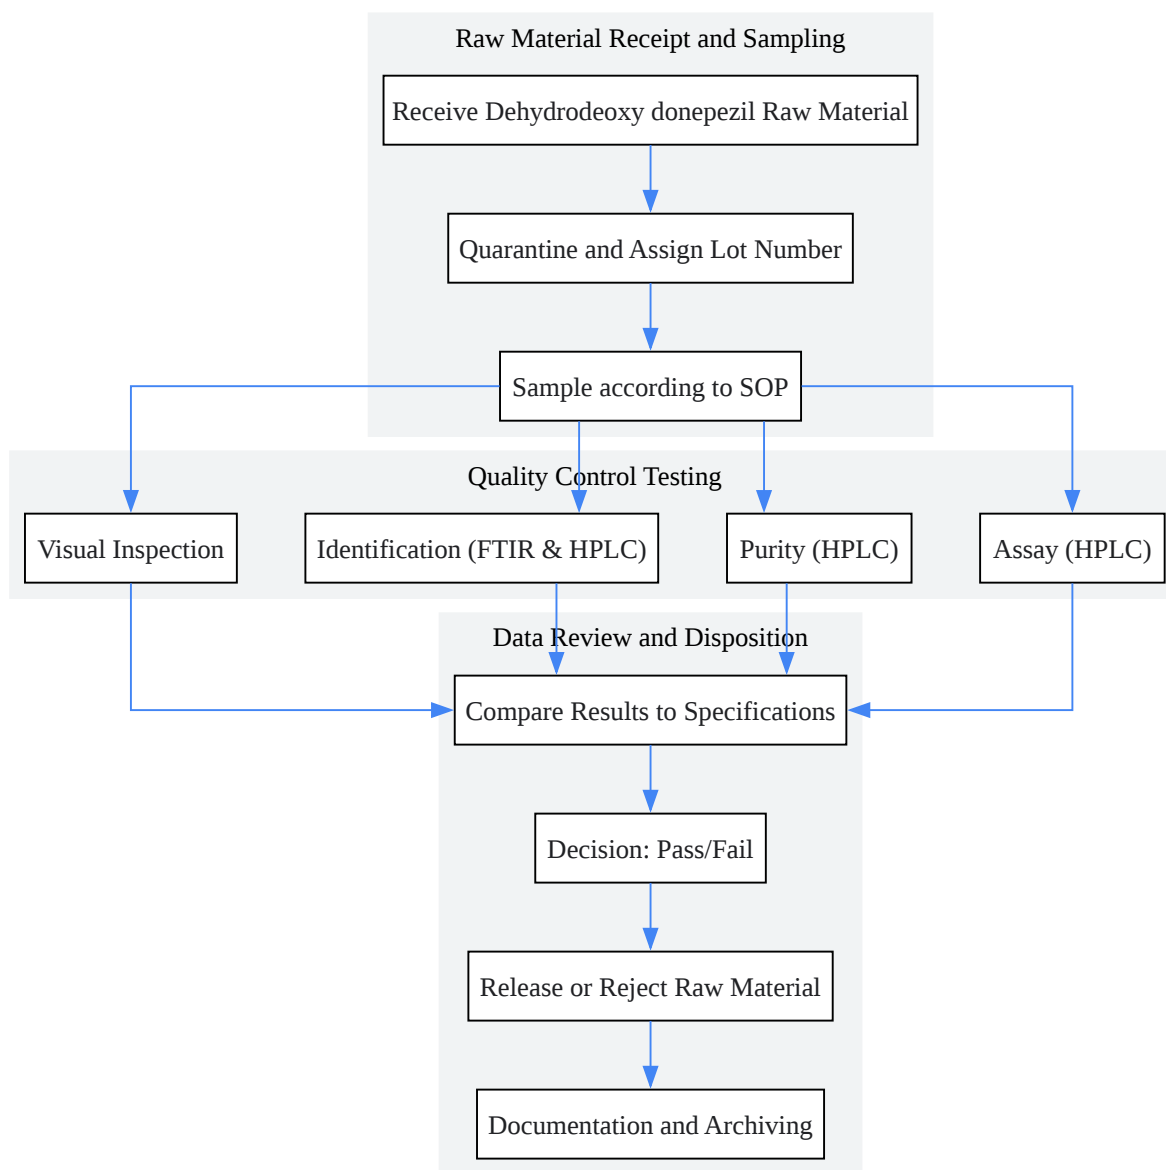 Raw Material Receipt and Sampling
Receive Dehydrodeoxy donepezil Raw Material
Quarantine and Assign Lot Number
Sample according to SOP
Quality Control Testing
Visual Inspection
Identification (FTIR & HPLC)
Purity (HPLC)
Assay (HPLC)
Data Review and Disposition
Compare Results to Specifications
Decision: Pass/Fail
Release or Reject Raw Material
Documentation and Archiving